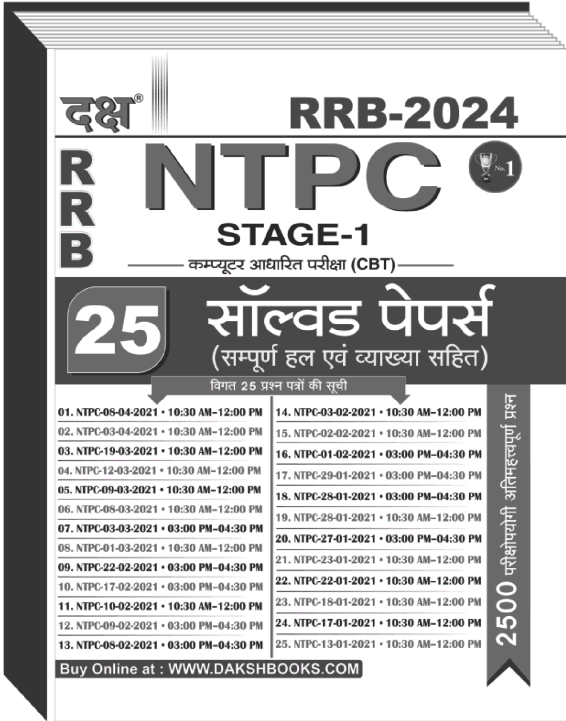 दक्ष®
RRB-2024
RRB
NTPC
No.1
STAGE-1
कम्प्यूटर आधारित परीक्षा (CBT)
25 सॉल्वड पेपर्स
(सम्पूर्ण हल एवं व्याख्या सहित)
विगत 25 प्रश्न पत्रों की सूची
01. NTPC-08-04-2021 • 10:30 AM–12:00 PM
02. NTPC-03-04-2021 • 10:30 AM–12:00 PM
03. NTPC-19-03-2021 • 10:30 AM–12:00 PM
04. NTPC-12-03-2021 • 10:30 AM–12:00 PM
05. NTPC-09-03-2021 • 10:30 AM–12:00 PM
06. NTPC-08-03-2021 • 10:30 AM–12:00 PM
07. NTPC-03-03-2021 • 03:00 PM–04:30 PM
08. NTPC-01-03-2021 • 10:30 AM–12:00 PM
09. NTPC-22-02-2021 • 03:00 PM–04:30 PM
10. NTPC-17-02-2021 • 03:00 PM–04:30 PM
11. NTPC-10-02-2021 • 10:30 AM–12:00 PM
12. NTPC-09-02-2021 • 03:00 PM–04:30 PM
13. NTPC-08-02-2021 • 03:00 PM–04:30 PM
14. NTPC-03-02-2021 • 10:30 AM–12:00 PM
15. NTPC-02-02-2021 • 10:30 AM–12:00 PM
16. NTPC-01-02-2021 • 03:00 PM–04:30 PM
17. NTPC-29-01-2021 • 03:00 PM–04:30 PM
18. NTPC-28-01-2021 • 03:00 PM–04:30 PM
19. NTPC-28-01-2021 • 10:30 AM–12:00 PM
20. NTPC-27-01-2021 • 03:00 PM–04:30 PM
21. NTPC-23-01-2021 • 10:30 AM–12:00 PM
22. NTPC-22-01-2021 • 10:30 AM–12:00 PM
23. NTPC-18-01-2021 • 10:30 AM–12:00 PM
24. NTPC-17-01-2021 • 10:30 AM–12:00 PM
25. NTPC-13-01-2021 • 10:30 AM–12:00 PM
2500 परीक्षोपयोगी अतिमहत्त्वपूर्ण प्रश्न
Buy Online at : WWW.DAKSHBOOKS.COM